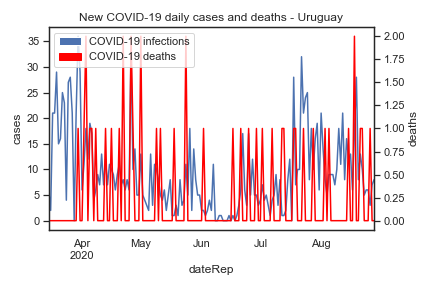 New COVID-19 daily cases and deaths - Uruguay
COVID-19 infections
COVID-19 deaths
35
30
25
20
15
10
5
0
cases
2.00
1.75
1.50
1.25
1.00
0.75
0.50
0.25
0.00
deaths
Apr
2020
May
Jun
Jul
Aug
dateRep